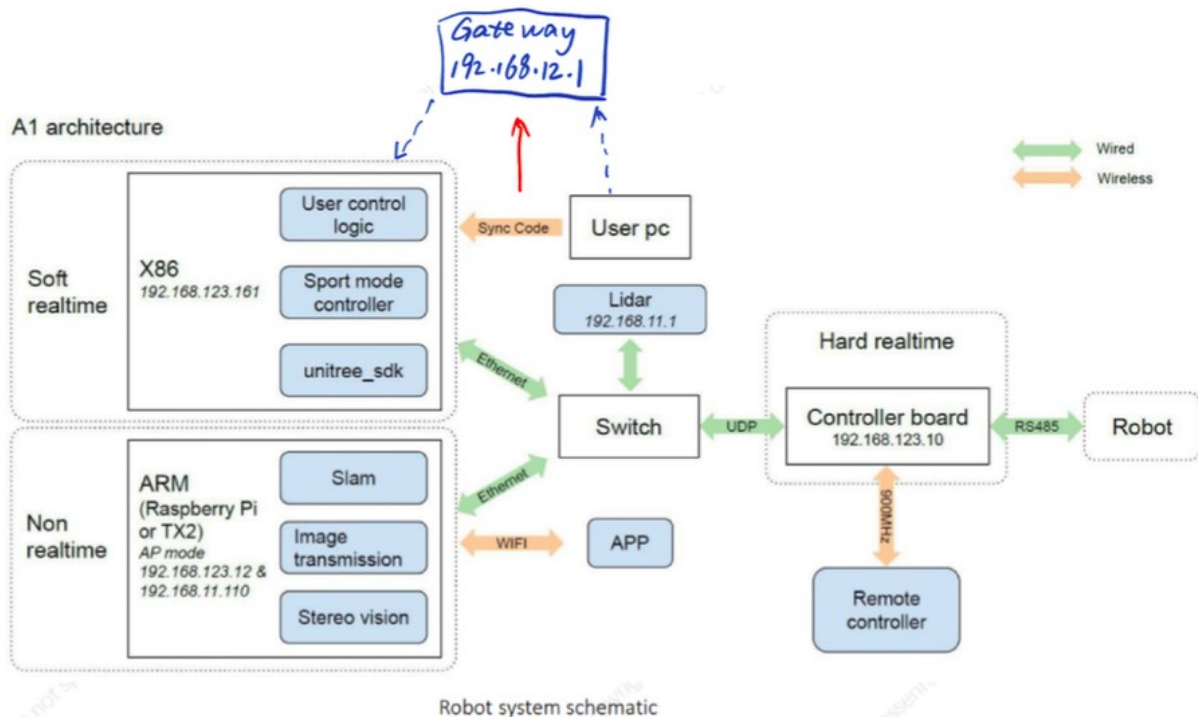 Gateway
192.168.12.1
A1 architecture
Wired
Wireless
Soft
realtime
X86
192.168.123.161
User control
logic
Sport mode
controller
unitree_sdk
Sync Code
User pc
Lidar
192.168.11.1
Ethernet
Switch
UDP
Hard realtime
Controller board
192.168.123.10
RS485
Robot
Non
realtime
ARM
(Raspberry Pi
or TX2)
AP mode
192.168.123.12 &
192.168.11.110
Slam
Image
transmission
Stereo vision
Ethernet
WIFI
APP
900MHz
Remote
controller
Robot system schematic